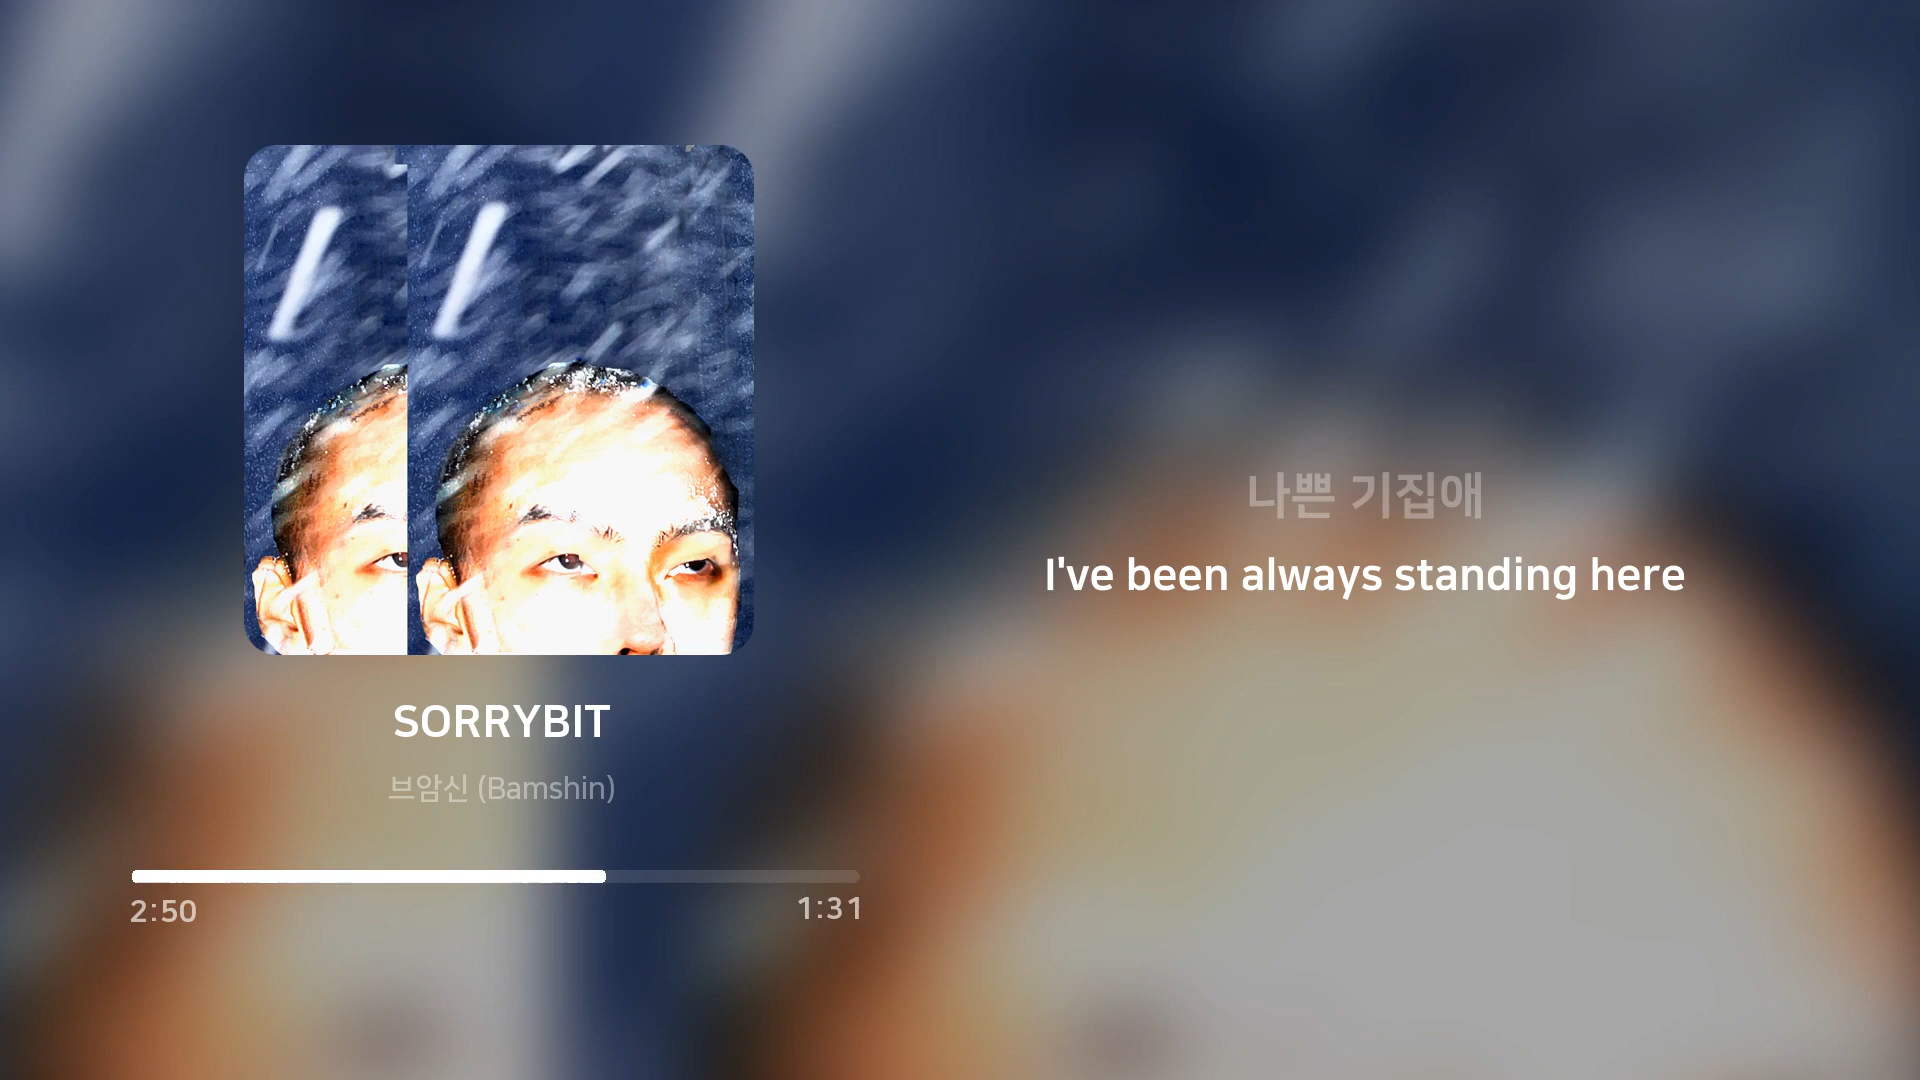 SORRYBIT
브암신 (Bamshin)
2:50
1:31
나쁜 기집애
I've been always standing here